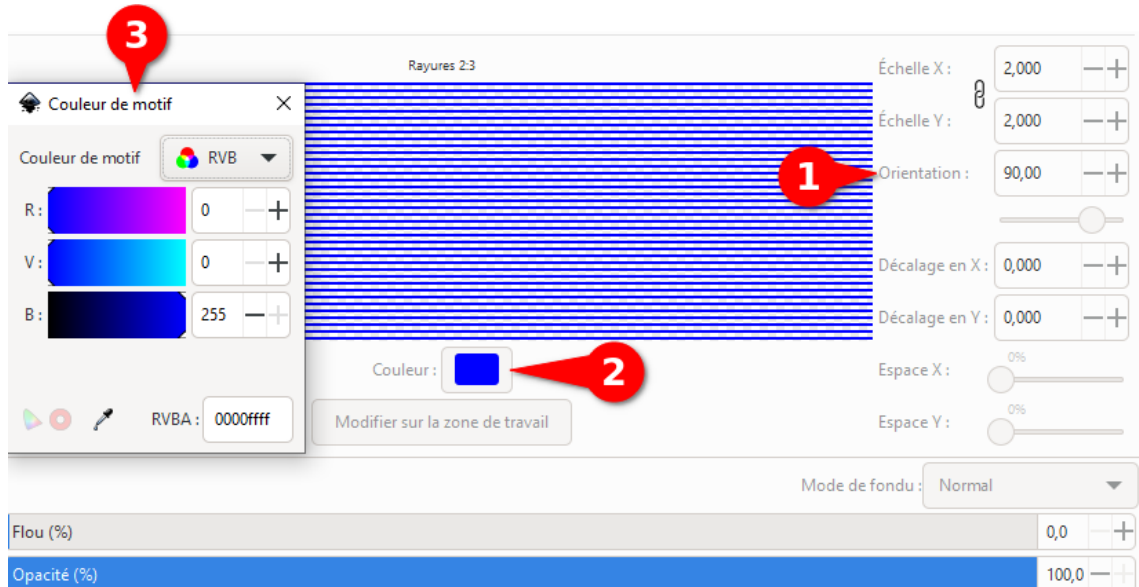 3
Rayures 2:3
Échelle X : 2,000
Couleur de motif
Échelle Y : 2,000
Couleur de motif RVB
1
Orientation : 90,00
R : 0
V : 0
Décalage en X : 0,000
B : 255
Décalage en Y : 0,000
Couleur :
2
Espace X : 0%
RVBA : 0000ffff
Modifier sur la zone de travail
Espace Y : 0%
Mode de fondu : Normal
Flou (%) 0,0
Opacité (%) 100,0